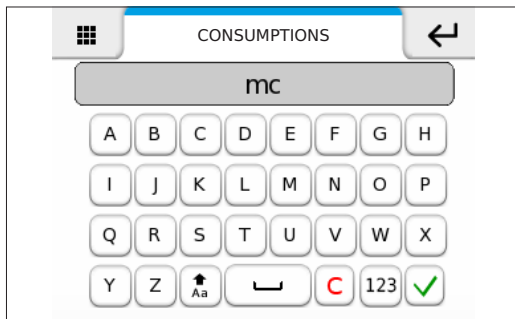 CONSUMPTIONS
mc
A B C D E F G H
I J K L M N O P
Q R S T U V W X
Y Z Aa C 123